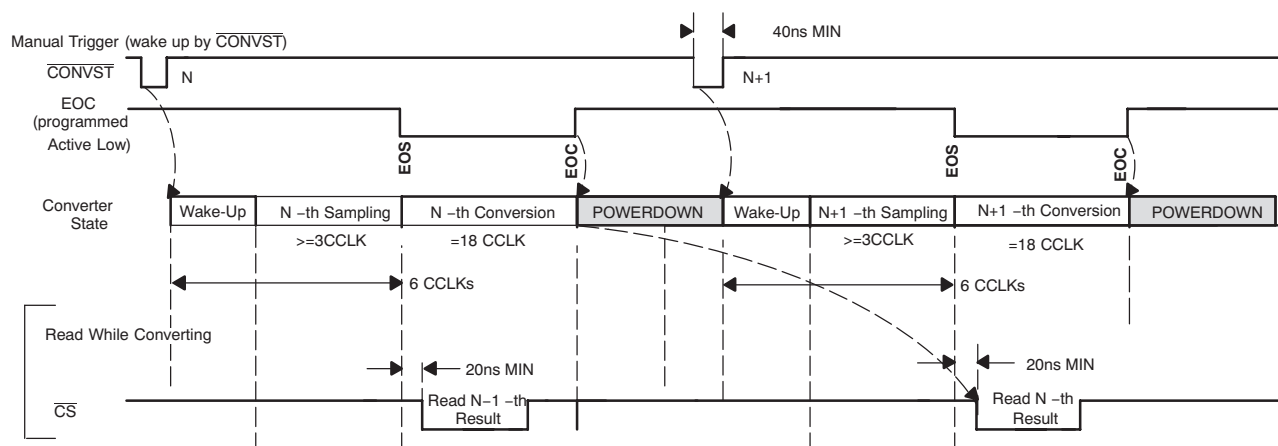 40ns MIN
Manual Trigger (wake up by CONVST)
CONVST
N
N+1
EOC
(programmed
Active Low)
EOS
EOC
EOS
EOC
Converter
State
Wake-Up
N -th Sampling
N -th Conversion
POWERDOWN
Wake-Up
N+1 -th Sampling
N+1 -th Conversion
POWERDOWN
>=3CCLK
=18 CCLK
>=3CCLK
=18 CCLK
6 CCLKs
6 CCLKs
Read While Converting
20ns MIN
20ns MIN
CS
Read N-1 -th
Result
Read N -th
Result